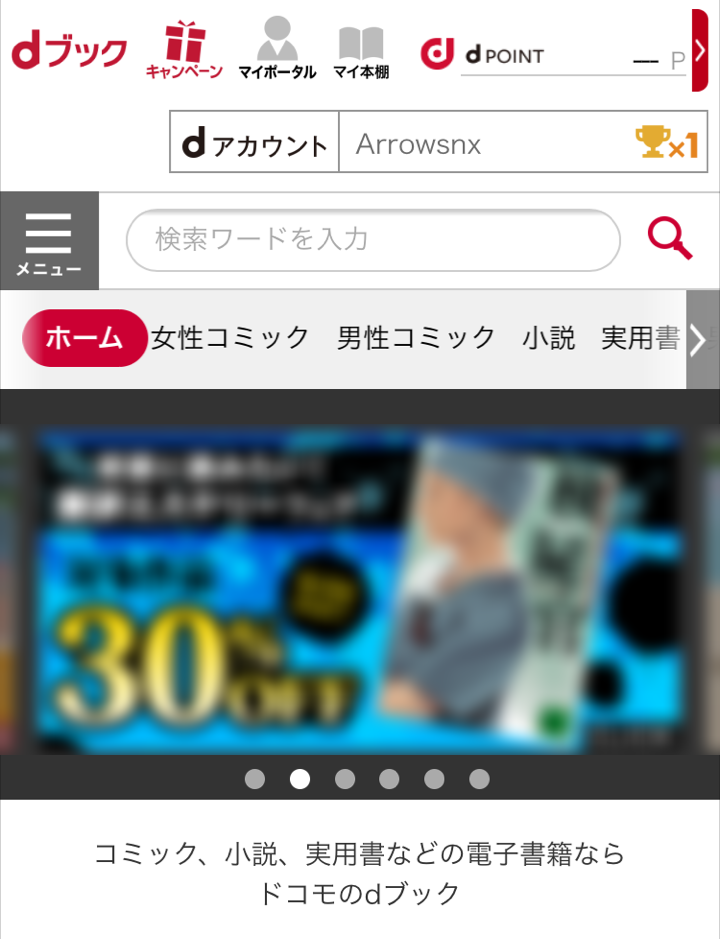 dブック
キャンペーン マイポータル マイ本棚
d POINT
— P
dアカウント Arrowsnx ×1
メニュー 検索ワードを入力
ホーム 女性コミック 男性コミック 小説 実用書
30%
OFF
コミック、小説、実用書などの電子書籍なら
ドコモのdブック